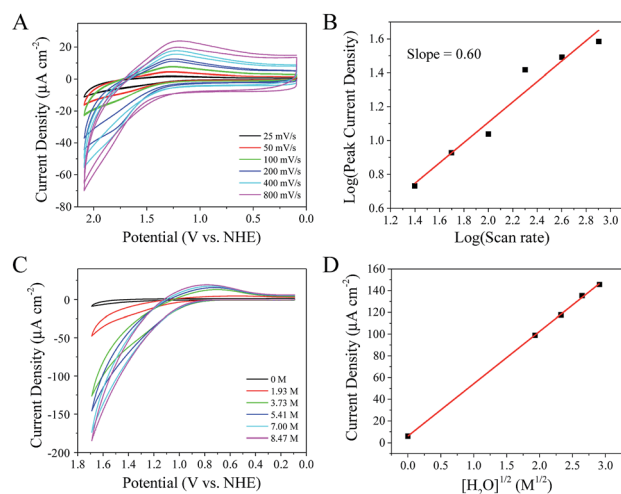 A
Current Density (μA cm⁻²)
20
0
-20
-40
-60
-80
25 mV/s
50 mV/s
100 mV/s
200 mV/s
400 mV/s
800 mV/s
2.0
1.5
1.0
0.5
0.0
Potential (V vs. NHE)
B
Log(Peak Current Density)
1.6
1.4
1.2
1.0
0.8
0.6
Slope = 0.60
1.2
1.4
1.6
1.8
2.0
2.2
2.4
2.6
2.8
3.0
Log(Scan rate)
C
Current Density (μA cm⁻²)
0
-50
-100
-150
-200
0 M
1.93 M
3.73 M
5.41 M
7.00 M
8.47 M
1.8
1.6
1.4
1.2
1.0
0.8
0.6
0.4
0.2
0.0
Potential (V vs. NHE)
D
Current Density (μA cm⁻²)
160
140
120
100
80
60
40
20
0
0.0
0.5
1.0
1.5
2.0
2.5
3.0
[H,O]¹ᐟ² (M¹ᐟ²)